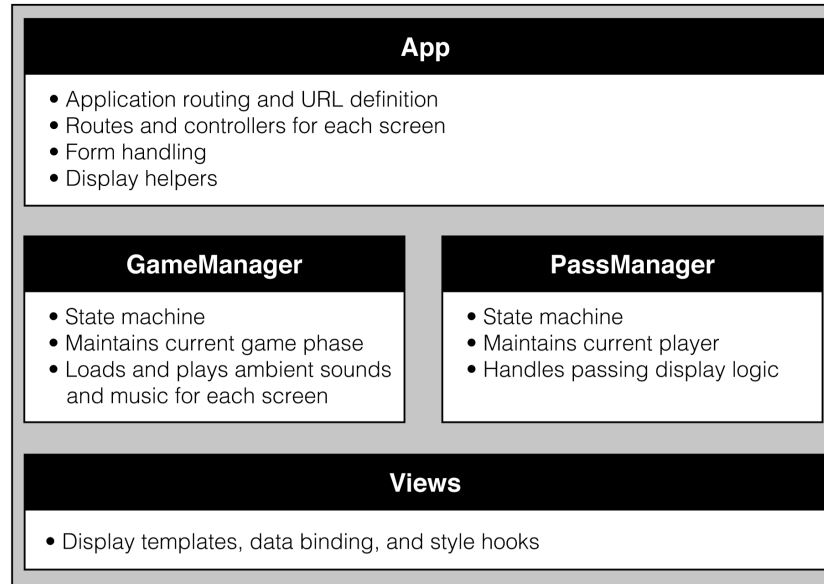 App
• Application routing and URL definition
• Routes and controllers for each screen
• Form handling
• Display helpers
GameManager
• State machine
• Maintains current game phase
• Loads and plays ambient sounds
and music for each screen
PassManager
• State machine
• Maintains current player
• Handles passing display logic
Views
• Display templates, data binding, and style hooks